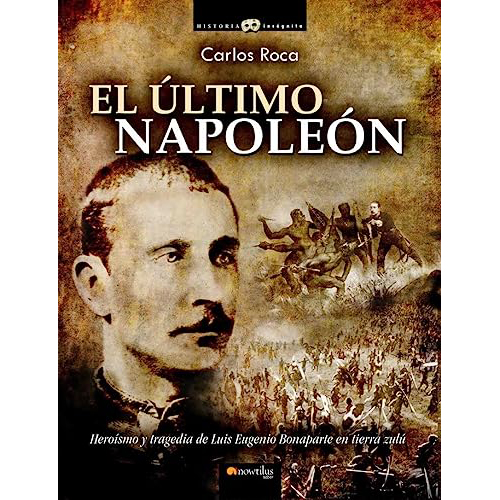 HISTORIA incógnita
Carlos Roca
EL ÚLTIMO
NAPOLEÓN
Heroísmo y tragedia de Luis Eugenio Bonaparte en tierra zulú
nowtilus
saber